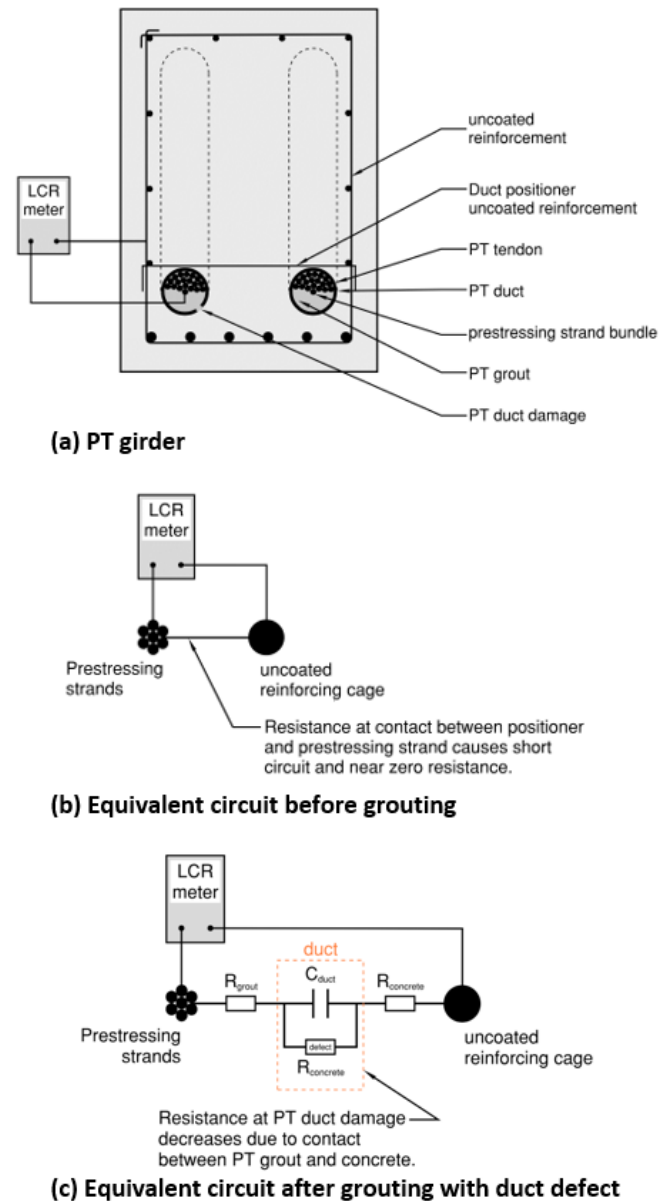 LCR
meter
uncoated
reinforcement
Duct positioner
uncoated reinforcement
PT tendon
PT duct
prestressing strand bundle
PT grout
PT duct damage
(a) PT girder
LCR
meter
Prestressing
strands
uncoated
reinforcing cage
Resistance at contact between positioner
and prestressing strand causes short
circuit and near zero resistance.
(b) Equivalent circuit before grouting
LCR
meter
duct
Rgrout
Cduct
Rconcrete
defect
Rconcrete
Prestressing
strands
uncoated
reinforcing cage
Resistance at PT duct damage
decreases due to contact
between PT grout and concrete.
(c) Equivalent circuit after grouting with duct defect